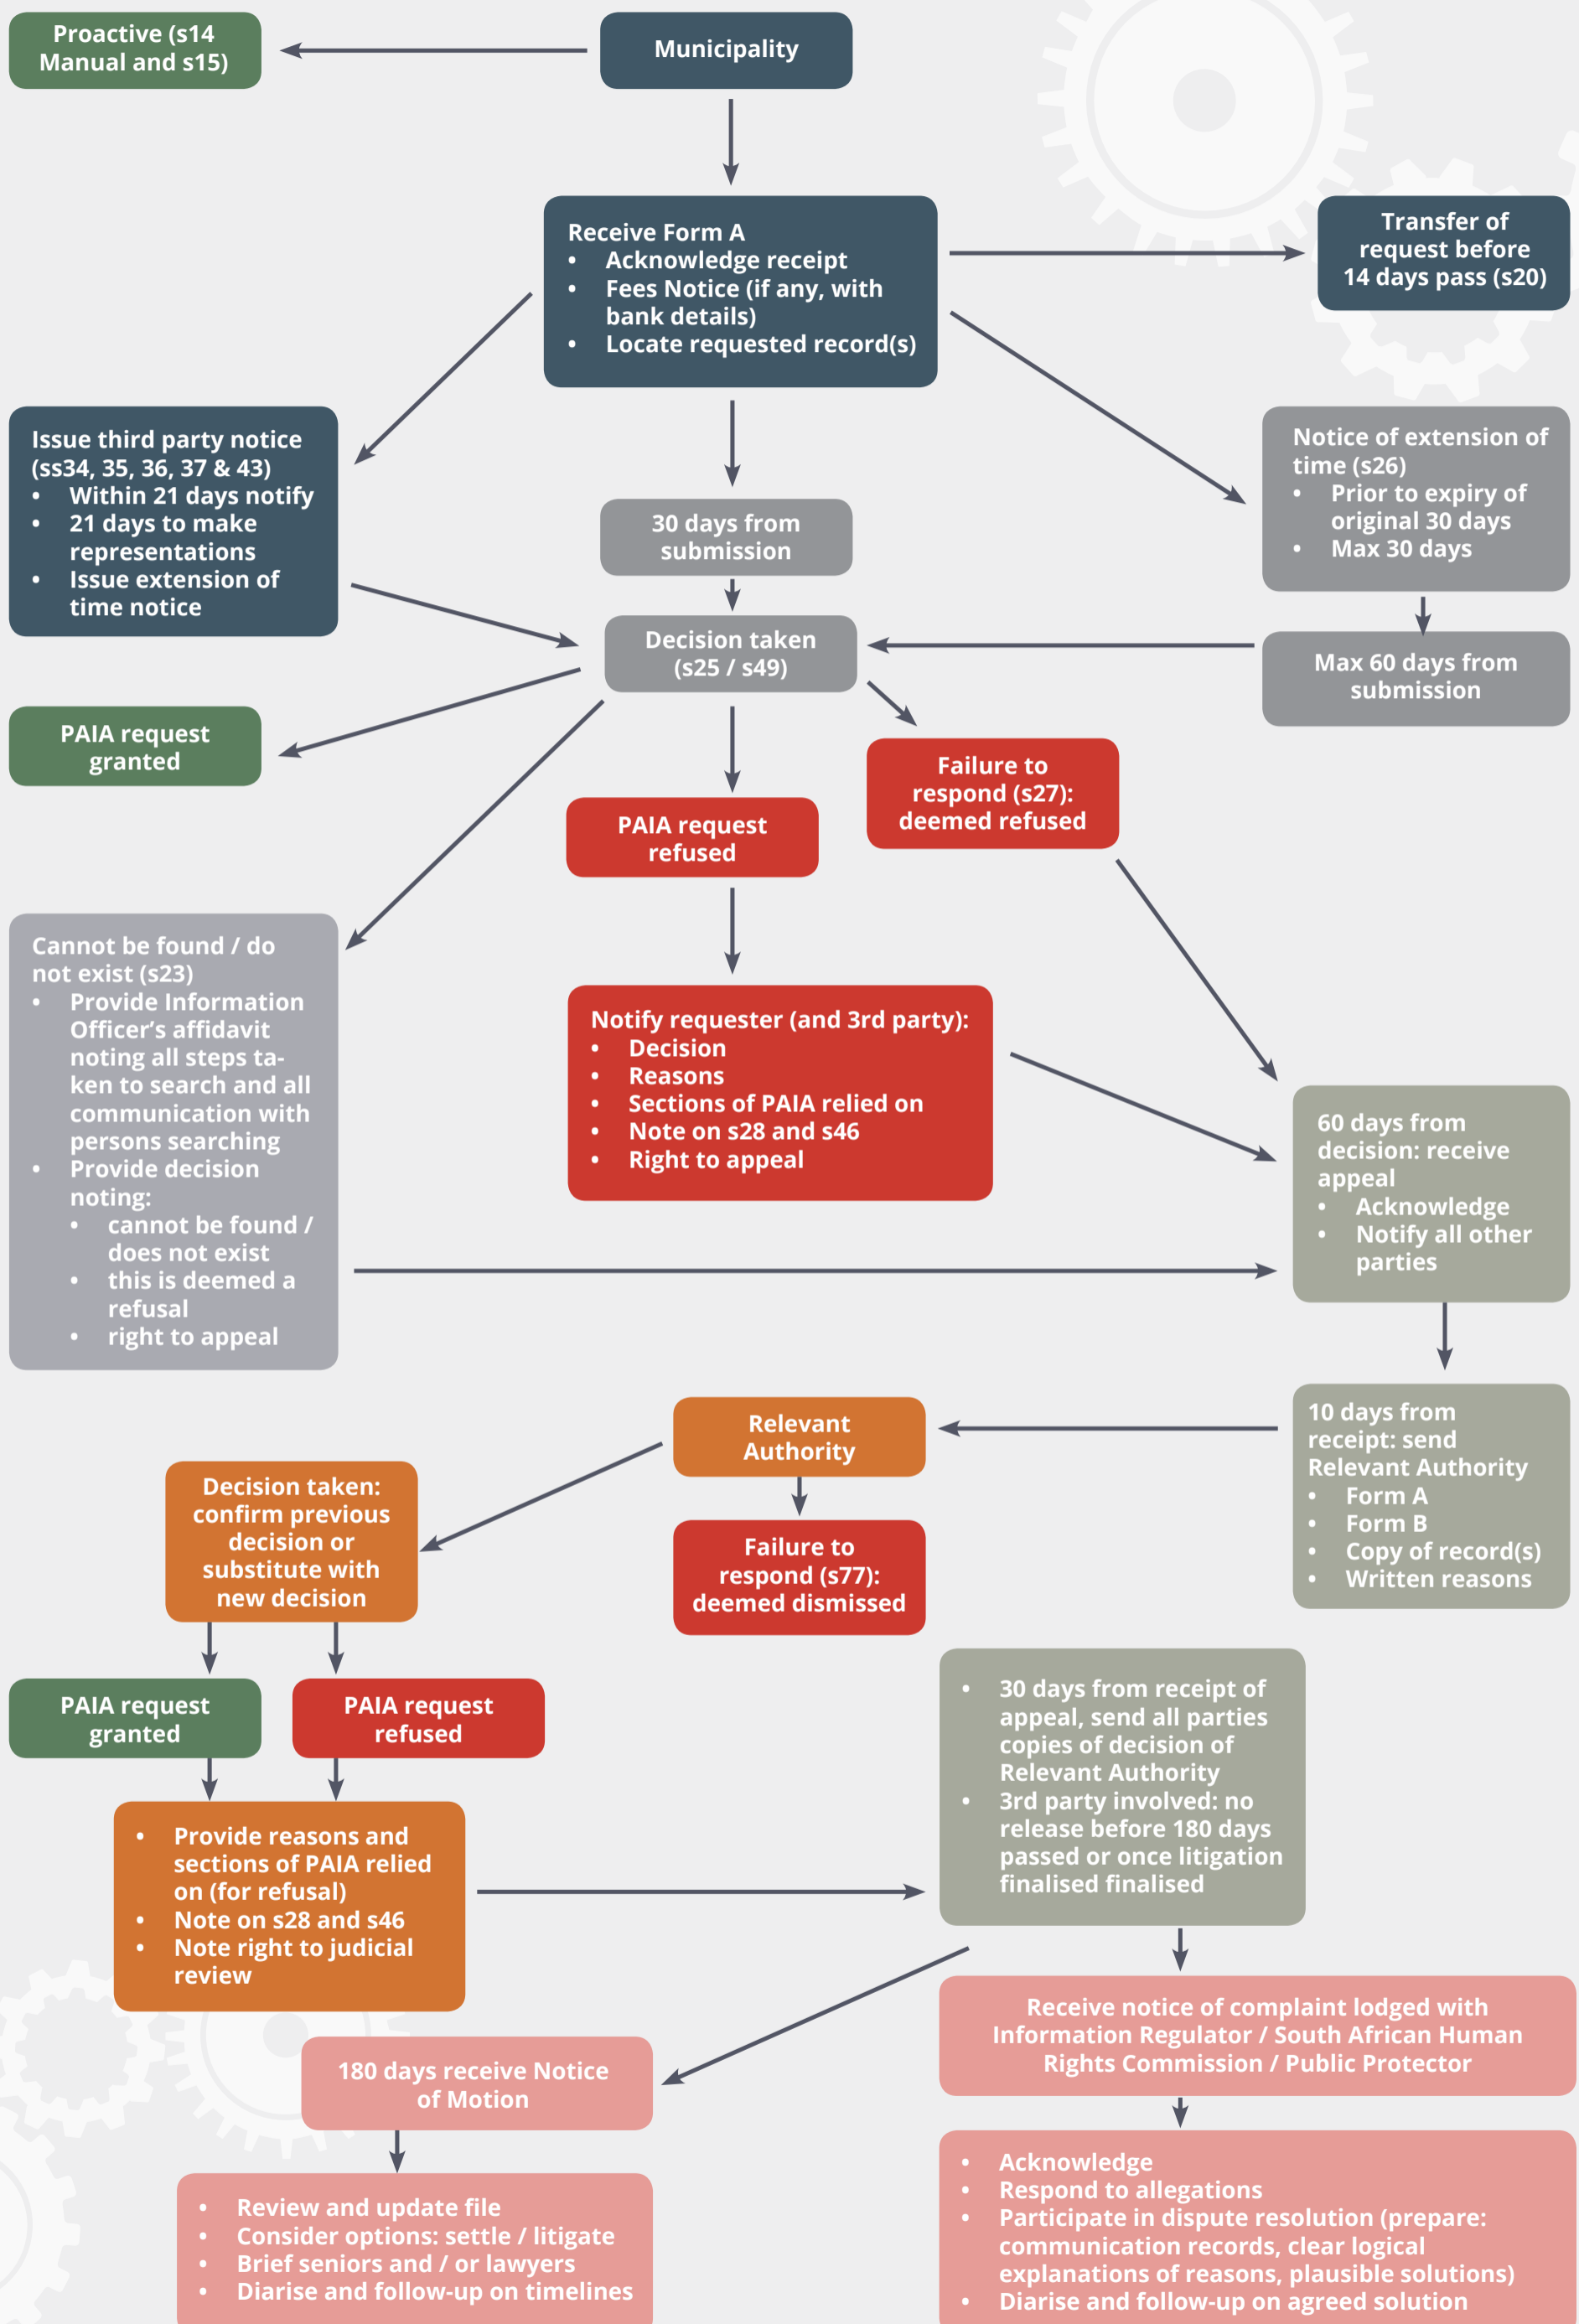 Proactive (s14
Manual and s15)
Municipality
Receive Form A
• Acknowledge receipt
• Fees Notice (if any, with
bank details)
• Locate requested record(s)
Transfer of
request before
14 days pass (s20)
Issue third party notice
(ss34, 35, 36, 37 & 43)
• Within 21 days notify
• 21 days to make
representations
• Issue extension of
time notice
30 days from
submission
Notice of extension of
time (s26)
• Prior to expiry of
original 30 days
• Max 30 days
Decision taken
(s25 / s49)
Max 60 days from
submission
PAIA request
granted
PAIA request
refused
Failure to
respond (s27):
deemed refused
Cannot be found / do
not exist (s23)
• Provide Information
Officer’s affidavit
noting all steps ta-
ken to search and all
communication with
persons searching
• Provide decision
noting:
• cannot be found /
does not exist
• this is deemed a
refusal
• right to appeal
Notify requester (and 3rd party):
• Decision
• Reasons
• Sections of PAIA relied on
• Note on s28 and s46
• Right to appeal
60 days from
decision: receive
appeal
• Acknowledge
• Notify all other
parties
10 days from
receipt: send
Relevant Authority
• Form A
• Form B
• Copy of record(s)
• Written reasons
Relevant
Authority
Decision taken:
confirm previous
decision or
substitute with
new decision
Failure to
respond (s77):
deemed dismissed
PAIA request
granted
PAIA request
refused
• Provide reasons and
sections of PAIA relied
on (for refusal)
• Note on s28 and s46
• Note right to judicial
review
• 30 days from receipt of
appeal, send all parties
copies of decision of
Relevant Authority
• 3rd party involved: no
release before 180 days
passed or once litigation
finalised finalised
Receive notice of complaint lodged with
Information Regulator / South African Human
Rights Commission / Public Protector
180 days receive Notice
of Motion
• Review and update file
• Consider options: settle / litigate
• Brief seniors and / or lawyers
• Diarise and follow-up on timelines
• Acknowledge
• Respond to allegations
• Participate in dispute resolution (prepare:
communication records, clear logical
explanations of reasons, plausible solutions)
• Diarise and follow-up on agreed solution